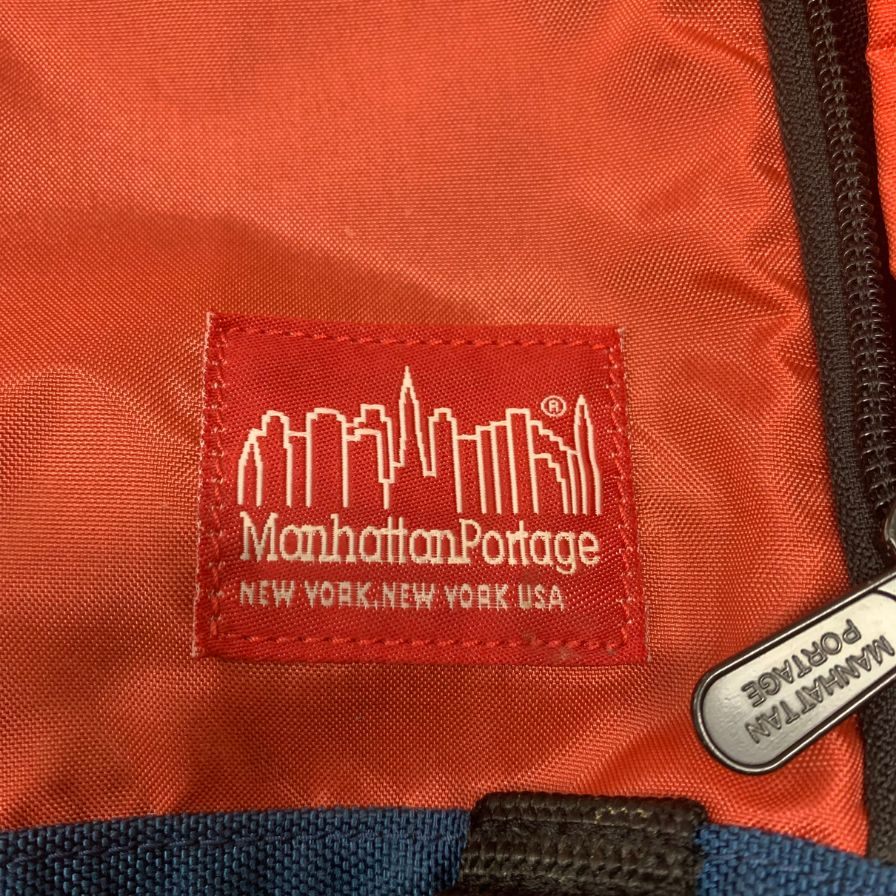 ®
ManhattanPortage
NEW YORK, NEW YORK USA
MANHATTAN
PORTAGE